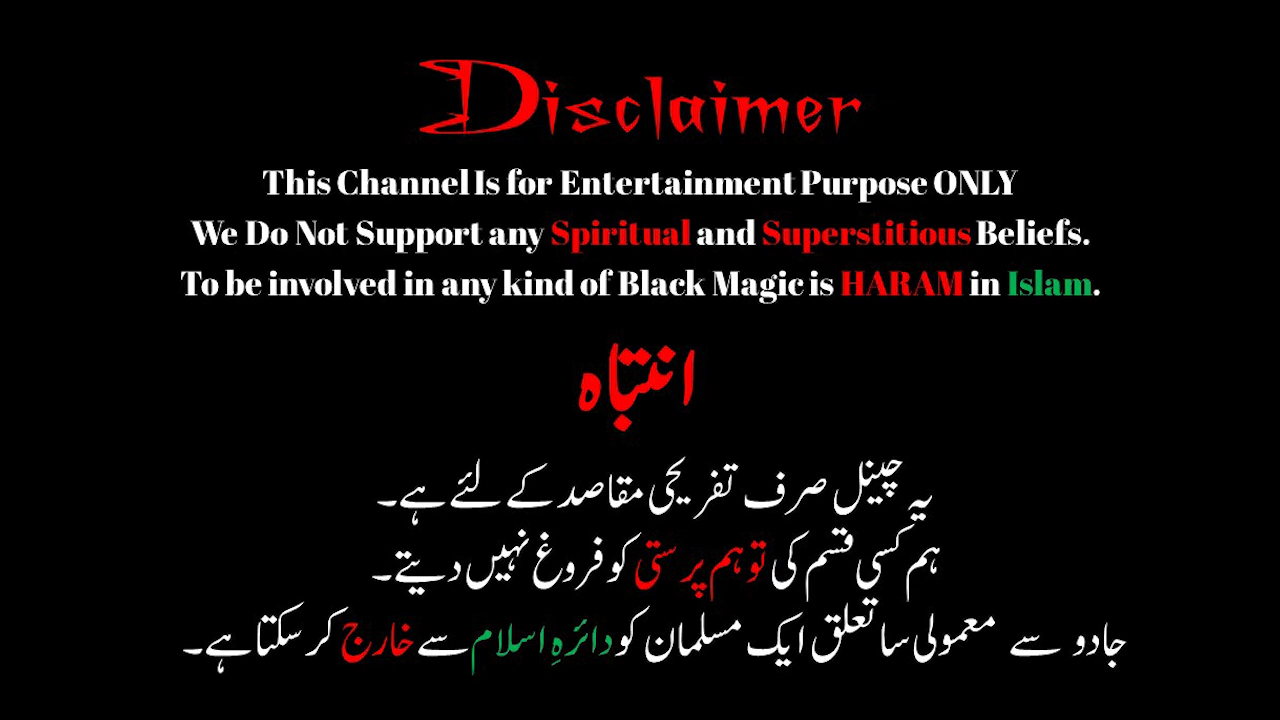 Disclaimer
This Channel Is for Entertainment Purpose ONLY
We Do Not Support any Spiritual and Superstitious Beliefs.
To be involved in any kind of Black Magic is HARAM in Islam.
انتباہ
یہ چینل صرف تفریحی مقاصد کے لئے ہے۔
ہم کسی قسم کی توہم پرستی کو فروغ نہیں دیتے۔
جادو سے معمولی سا تعلق ایک مسلمان کو دائرہِ اسلام سے خارج کر سکتا ہے۔